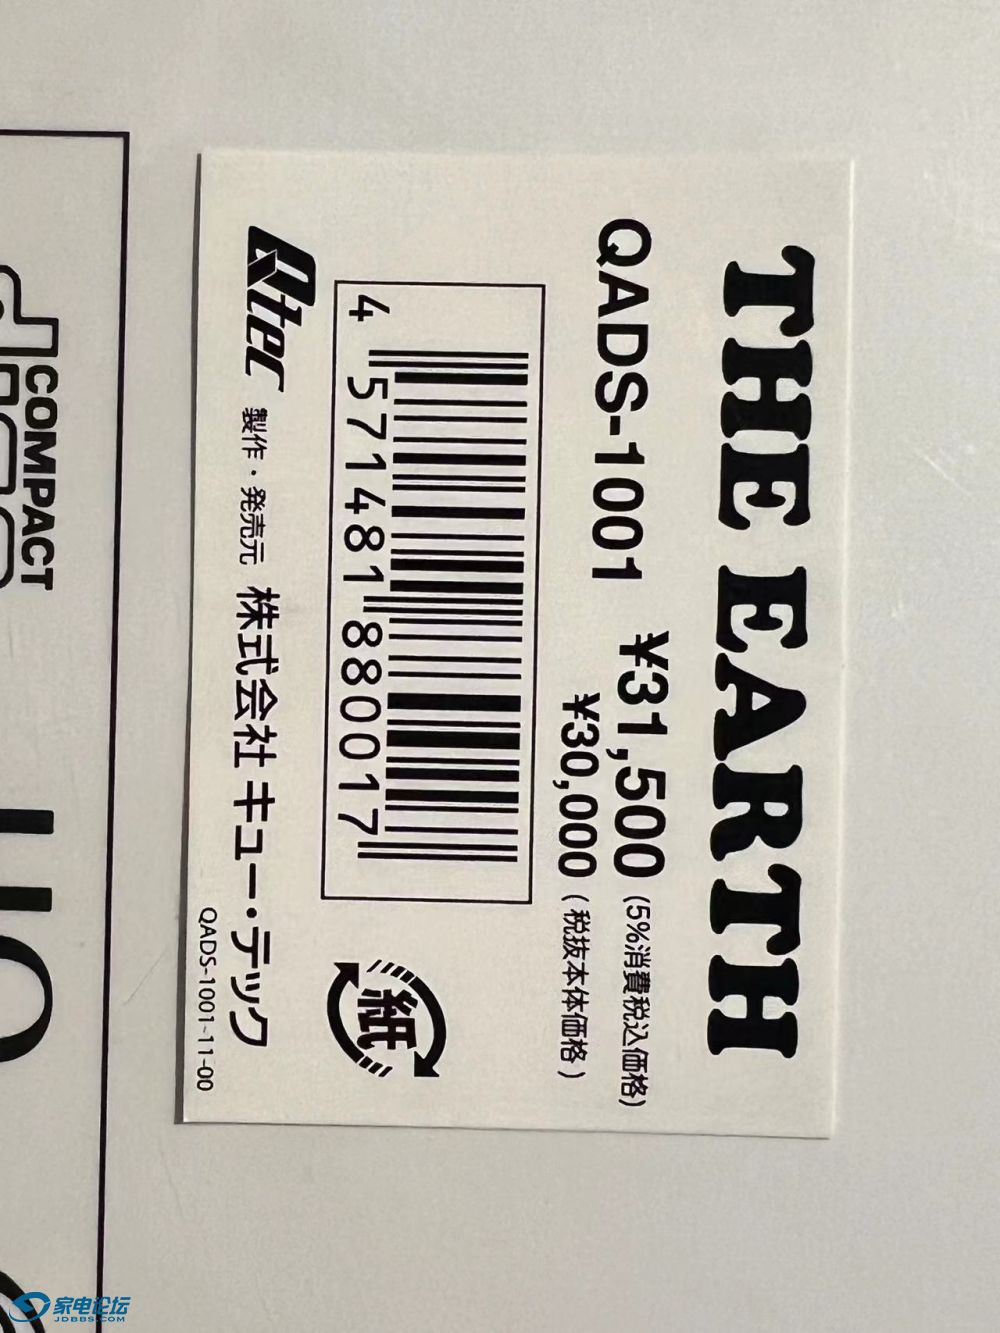 THE EARTH
QADS-1001
¥31,500 (5%消費税込価格)
¥30,000 (税抜本体価格)
4 571481 880017
紙
Qtec 製作・発売元 株式会社 キュー・テック
QADS-1001-11-00
COMPACT
家电论坛
JDBBS.COM